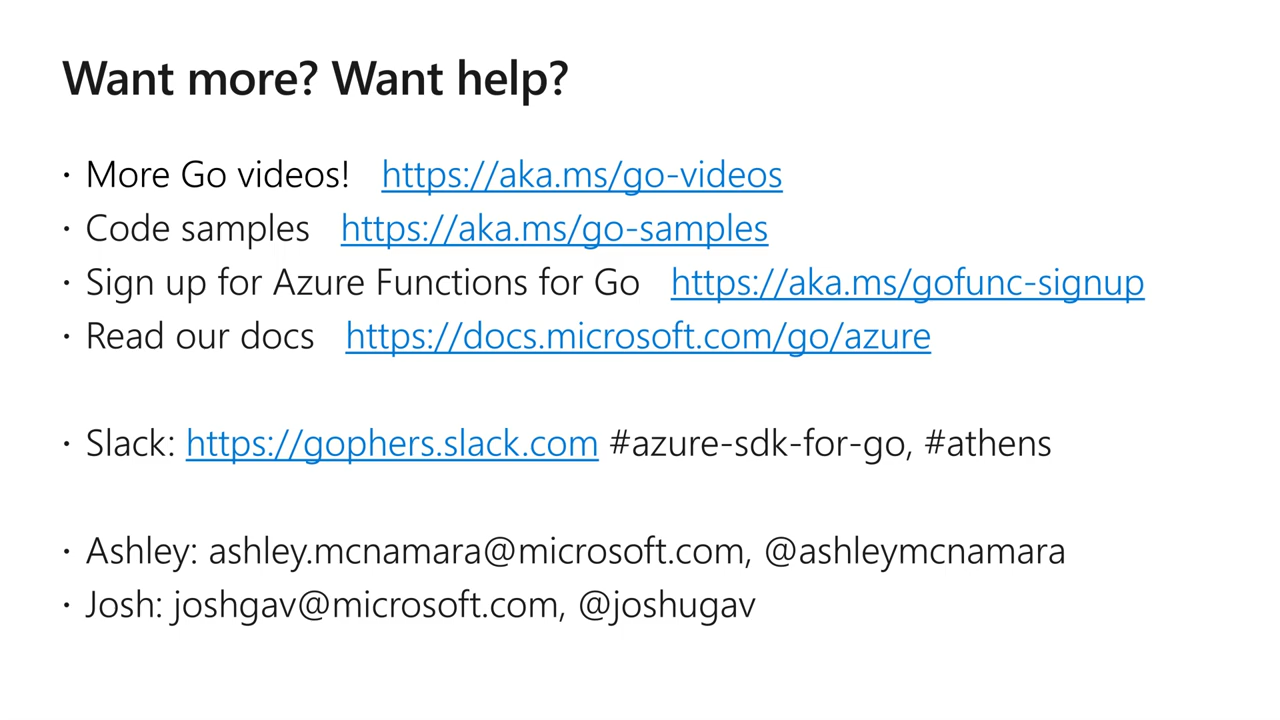 Want more? Want help?
· More Go videos! https://aka.ms/go-videos
· Code samples https://aka.ms/go-samples
· Sign up for Azure Functions for Go https://aka.ms/gofunc-signup
· Read our docs https://docs.microsoft.com/go/azure
· Slack: https://gophers.slack.com #azure-sdk-for-go, #athens
· Ashley: ashley.mcnamara@microsoft.com, @ashleymcnamara
· Josh: joshgav@microsoft.com, @joshugav